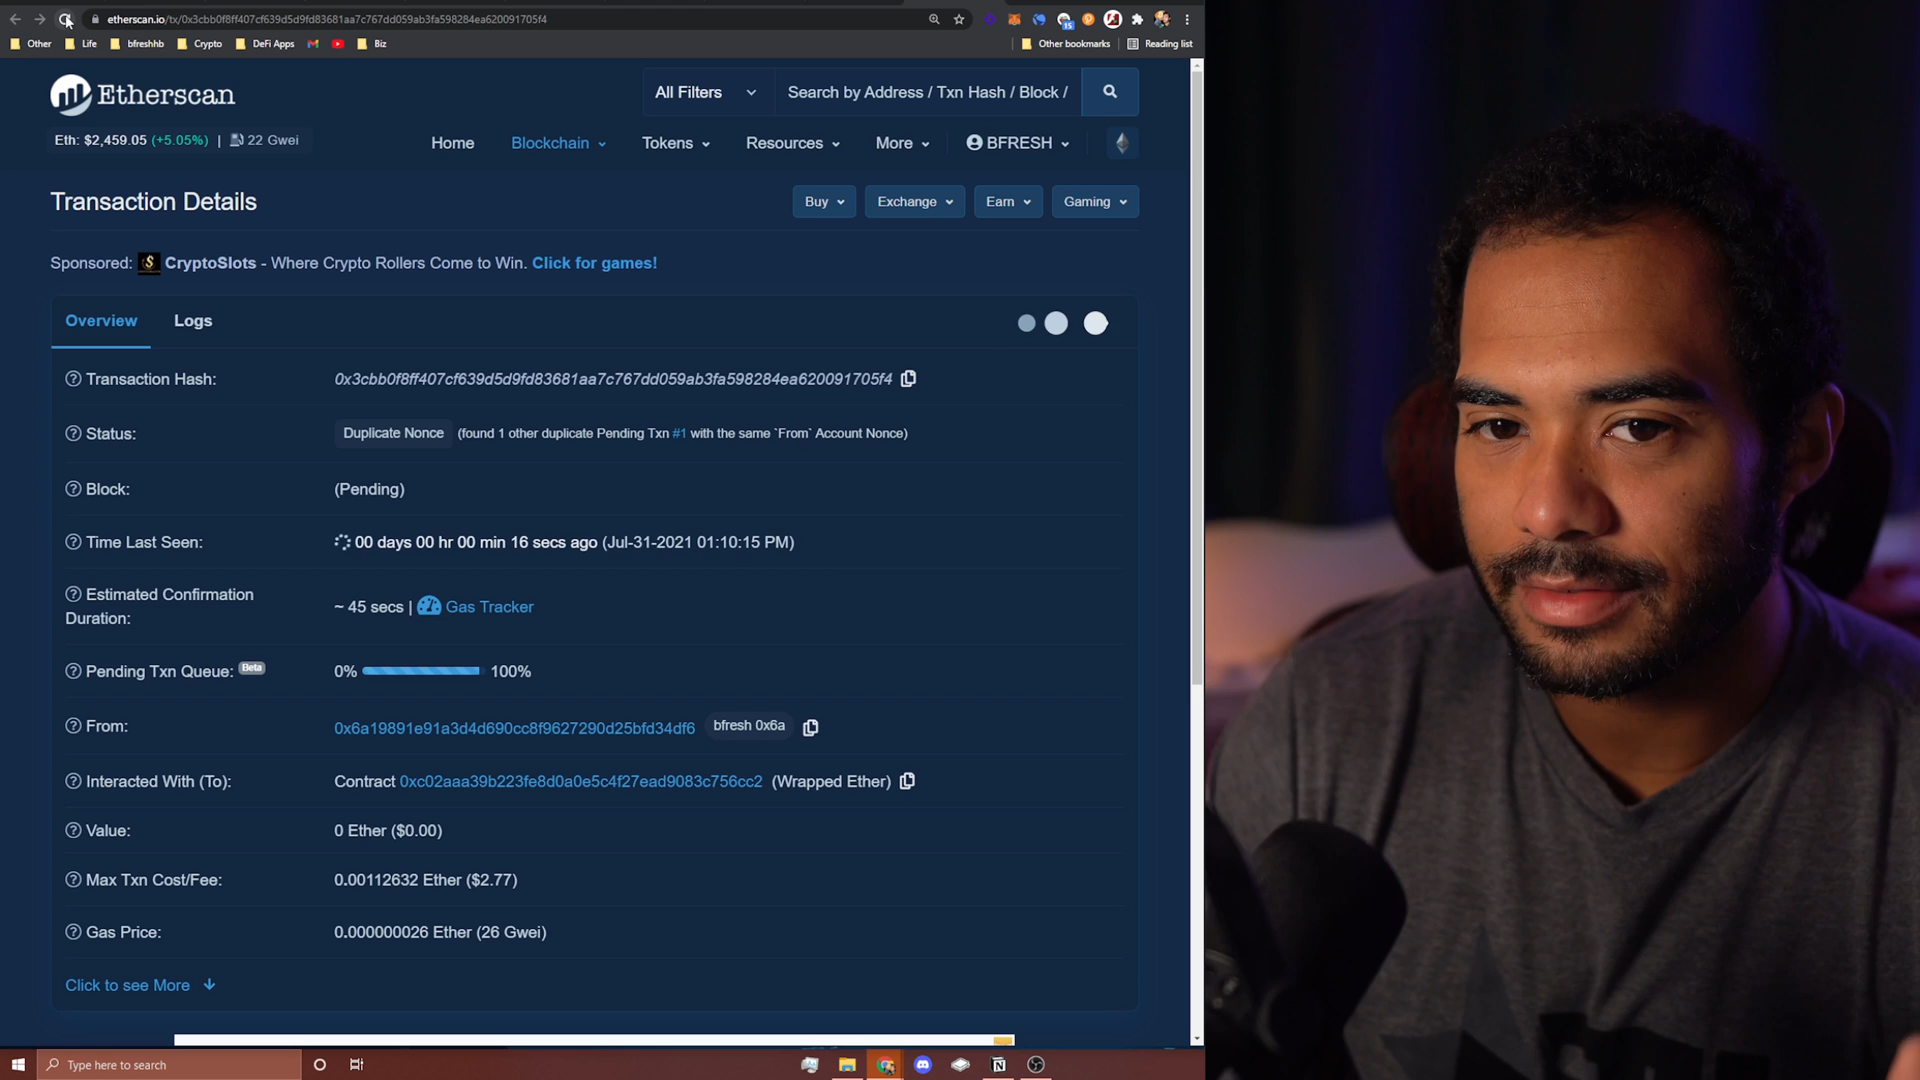 etherscan.io/tx/0x3cbb0f8ff407cf639d5d9fd83681aa7c767dd059ab3fa598284ea620091705f4
15
Other
Life
bfreshhb
Crypto
DeFi Apps
Biz
Other bookmarks
Reading list
Etherscan
All Filters
Search by Address / Txn Hash / Block /
Eth: $2,459.05 (+5.05%) | 22 Gwei
Home
Blockchain
Tokens
Resources
More
BFRESH
Transaction Details
Buy
Exchange
Earn
Gaming
Sponsored: CryptoSlots - Where Crypto Rollers Come to Win. Click for games!
Overview
Logs
Transaction Hash: 0x3cbb0f8ff407cf639d5d9fd83681aa7c767dd059ab3fa598284ea620091705f4
Status: Duplicate Nonce (found 1 other duplicate Pending Txn #1 with the same `From` Account Nonce)
Block: (Pending)
Time Last Seen: 00 days 00 hr 00 min 16 secs ago (Jul-31-2021 01:10:15 PM)
Estimated Confirmation
Duration:
~ 45 secs | Gas Tracker
Pending Txn Queue: Beta 0% 100%
From: 0x6a19891e91a3d4d690cc8f9627290d25bfd34df6 bfresh 0x6a
Interacted With (To): Contract 0xc02aaa39b223fe8d0a0e5c4f27ead9083c756cc2 (Wrapped Ether)
Value: 0 Ether ($0.00)
Max Txn Cost/Fee: 0.00112632 Ether ($2.77)
Gas Price: 0.000000026 Ether (26 Gwei)
Click to see More
Type here to search